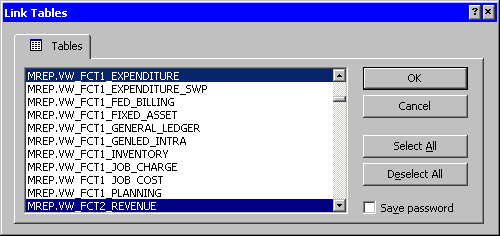 Link Tables
Tables
MREP.VW_FCT1_EXPENDITURE
MREP.VW_FCT1_EXPENDITURE_SWP
MREP.VW_FCT1_FED_BILLING
MREP.VW_FCT1_FIXED_ASSET
MREP.VW_FCT1_GENERAL_LEDGER
MREP.VW_FCT1_GENLED_INTRA
MREP.VW_FCT1_INVENTORY
MREP.VW_FCT1_JOB_CHARGE
MREP.VW_FCT1_JOB_COST
MREP.VW_FCT1_PLANNING
MREP.VW_FCT2_REVENUE
OK
Cancel
Select All
Deselect All
Save password